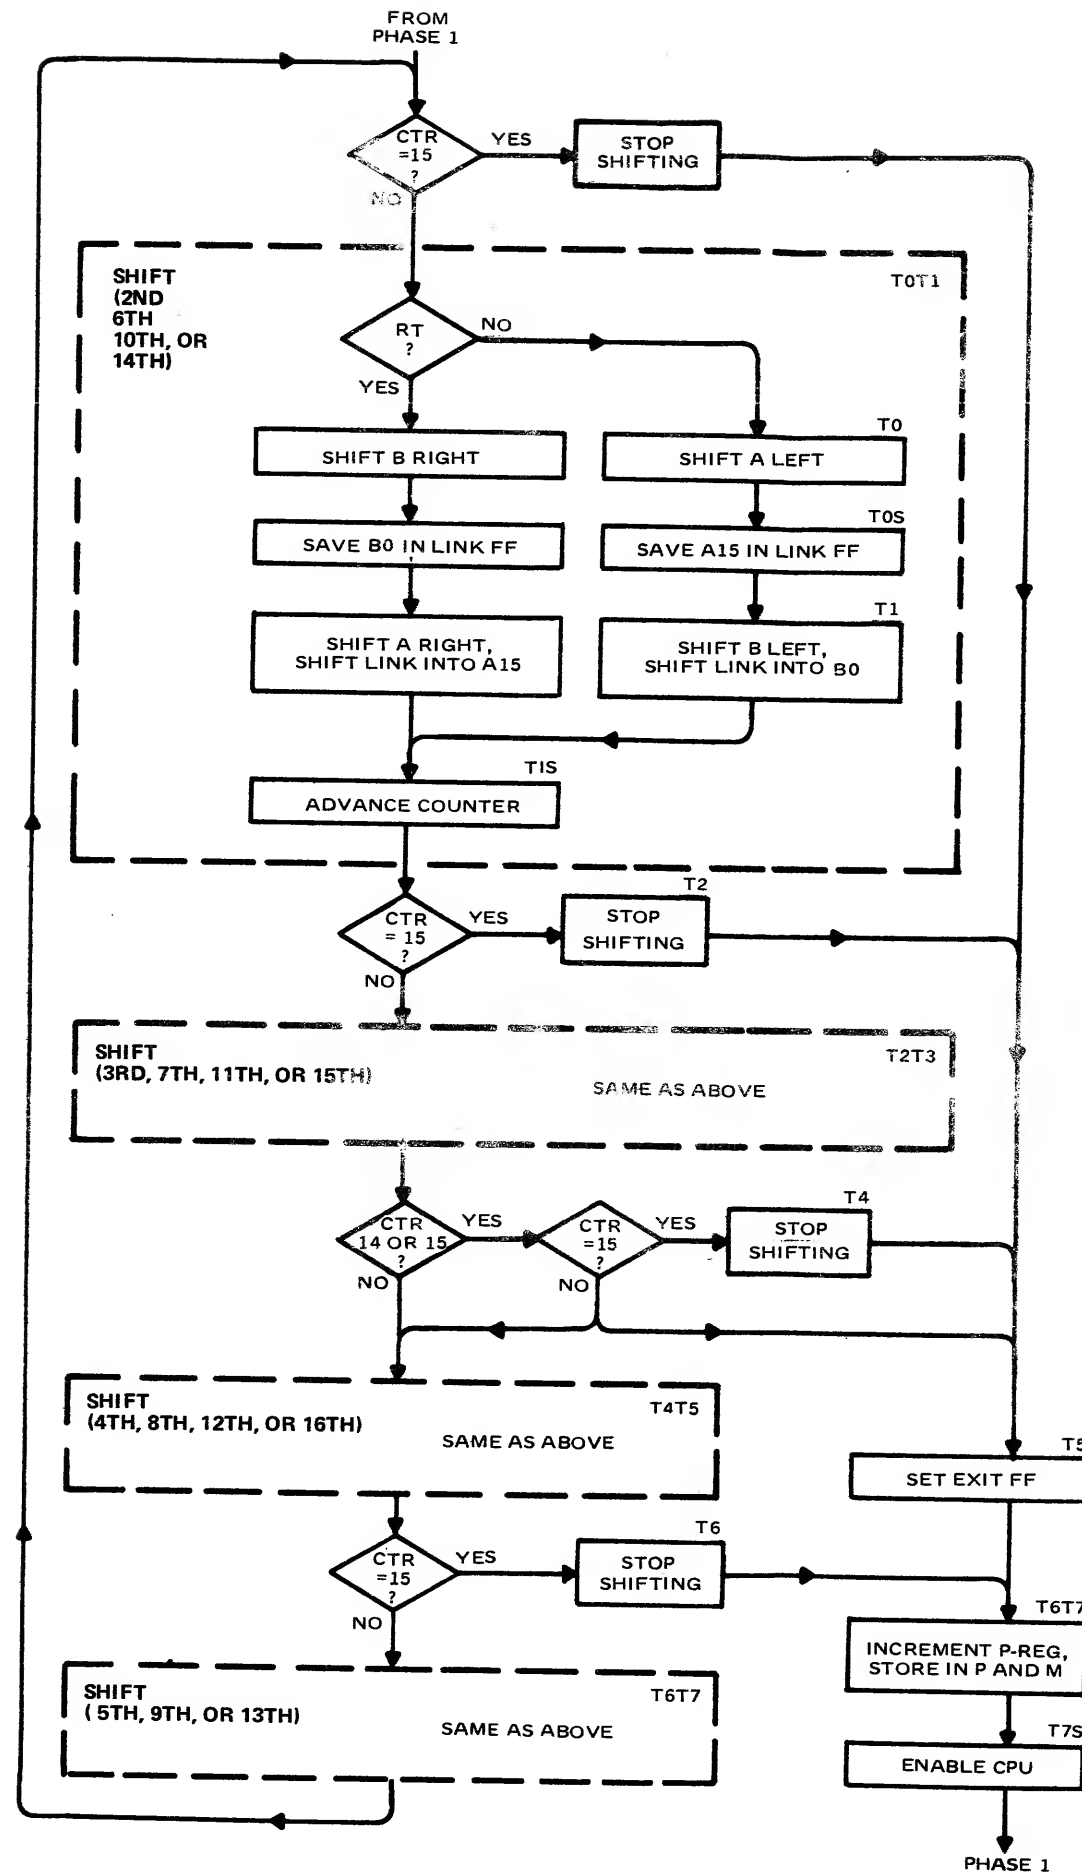 FROM
PHASE 1
CTR
=15
?
YES
NO
STOP
SHIFTING
SHIFT
(2ND
6TH
10TH, OR
14TH)
T0T1
RT
?
NO
YES
SHIFT B RIGHT
T0
SHIFT A LEFT
SAVE B0 IN LINK FF
T0S
SAVE A15 IN LINK FF
SHIFT A RIGHT,
SHIFT LINK INTO A15
T1
SHIFT B LEFT,
SHIFT LINK INTO B0
T1S
ADVANCE COUNTER
CTR
= 15
?
YES
NO
T2
STOP
SHIFTING
SHIFT
(3RD, 7TH, 11TH, OR 15TH)
T2T3
SAME AS ABOVE
CTR
14 OR 15
?
YES
NO
CTR
=15
?
YES
NO
T4
STOP
SHIFTING
SHIFT
(4TH, 8TH, 12TH, OR 16TH)
T4T5
SAME AS ABOVE
T5
SET EXIT FF
CTR
=15
?
YES
NO
T6
STOP
SHIFTING
T6T7
INCREMENT P-REG,
STORE IN P AND M
SHIFT
( 5TH, 9TH, OR 13TH)
T6T7
SAME AS ABOVE
T7S
ENABLE CPU
PHASE 1